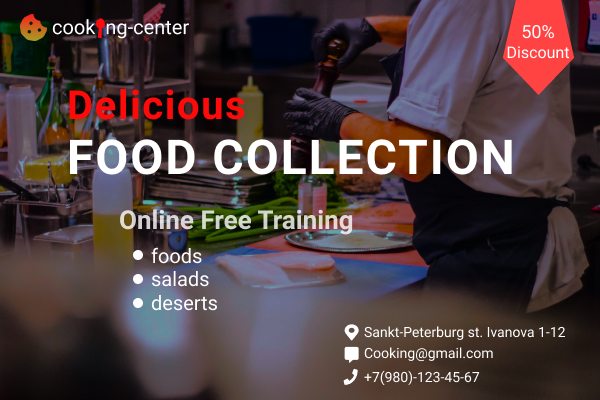 cooking-center
50%
Discount
Delicious
FOOD COLLECTION
Online Free Training
foods
salads
deserts
Sankt-Peterburg st. Ivanova 1-12
Cooking@gmail.com
+7(980)-123-45-67